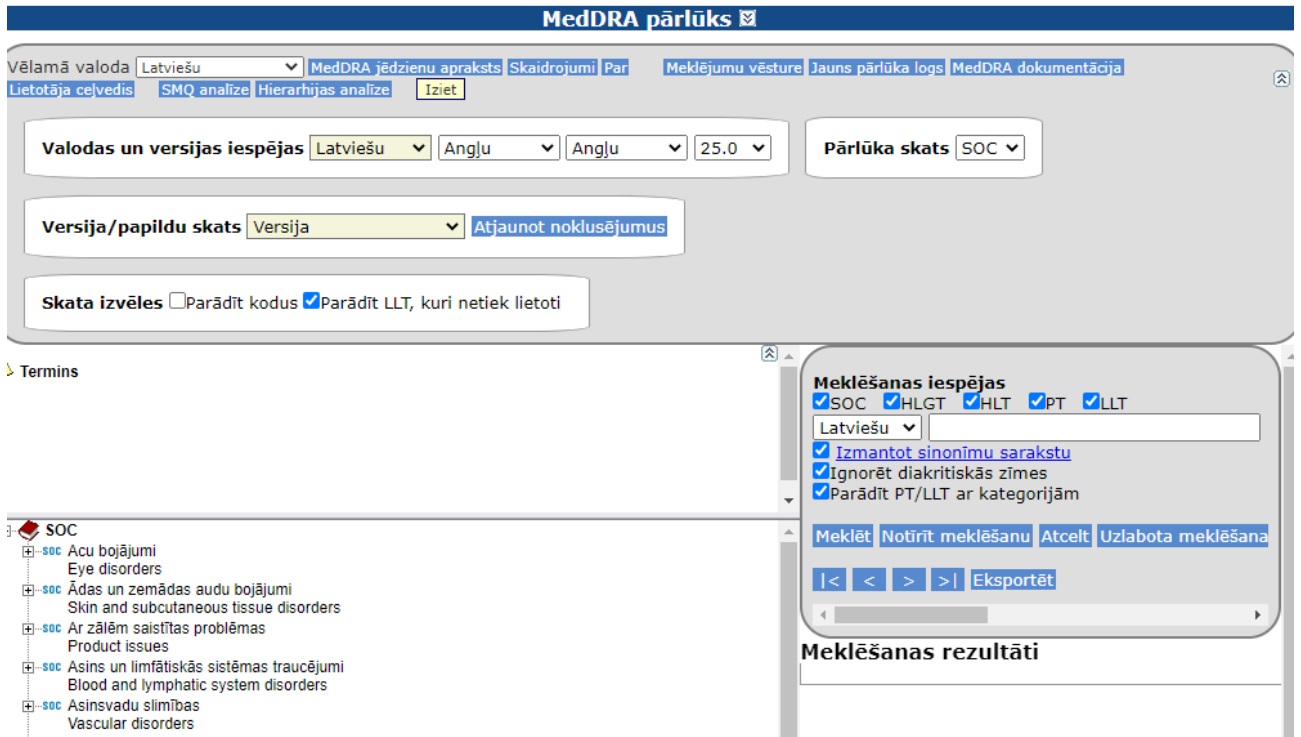 MedDRA pārlūks
Vēlamā valoda Latviešu MedDRA jēdzienu apraksts Skaidrojumi Par Meklējumu vēsture Jauns pārlūka logs MedDRA dokumentācija
Lietotāja ceļvedis SMQ analīze Hierarhijas analīze Iziet
Valodas un versijas iespējas Latviešu Angļu Angļu 25.0 Pārlūka skats SOC
Versija/papildu skats Versija Atjaunot noklusējumus
Skata izvēles Parādīt kodus Parādīt LLT, kuri netiek lietoti
Termins
SOC
SOC Acu bojājumi
Eye disorders
SOC Ādas un zemādas audu bojājumi
Skin and subcutaneous tissue disorders
SOC Ar zālēm saistītas problēmas
Product issues
SOC Asins un limfātiskās sistēmas traucējumi
Blood and lymphatic system disorders
SOC Asinsvadu slimības
Vascular disorders
Meklēšanas iespējas
SOC HLGT HLT PT LLT
Latviešu
Izmantot sinonīmu sarakstu
Ignorēt diakritiskās zīmes
Parādīt PT/LLT ar kategorijām
Meklēt Notīrīt meklēšanu Atcelt Uzlabota meklēšana
|< < > >| Eksportēt
Meklēšanas rezultāti